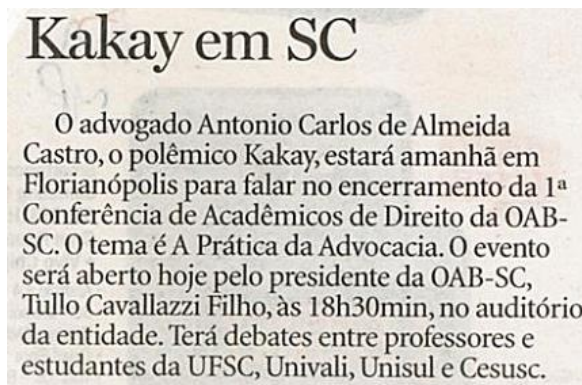 Kakay em SC
O advogado Antonio Carlos de Almeida
Castro, o polêmico Kakay, estará amanhã em
Florianópolis para falar no encerramento da 1ª
Conferência de Acadêmicos de Direito da OAB-
SC. O tema é A Prática da Advocacia. O evento
será aberto hoje pelo presidente da OAB-SC,
Tullo Cavallazzi Filho, às 18h30min, no auditório
da entidade. Terá debates entre professores e
estudantes da UFSC, Univali, Unisul e Cesusc.